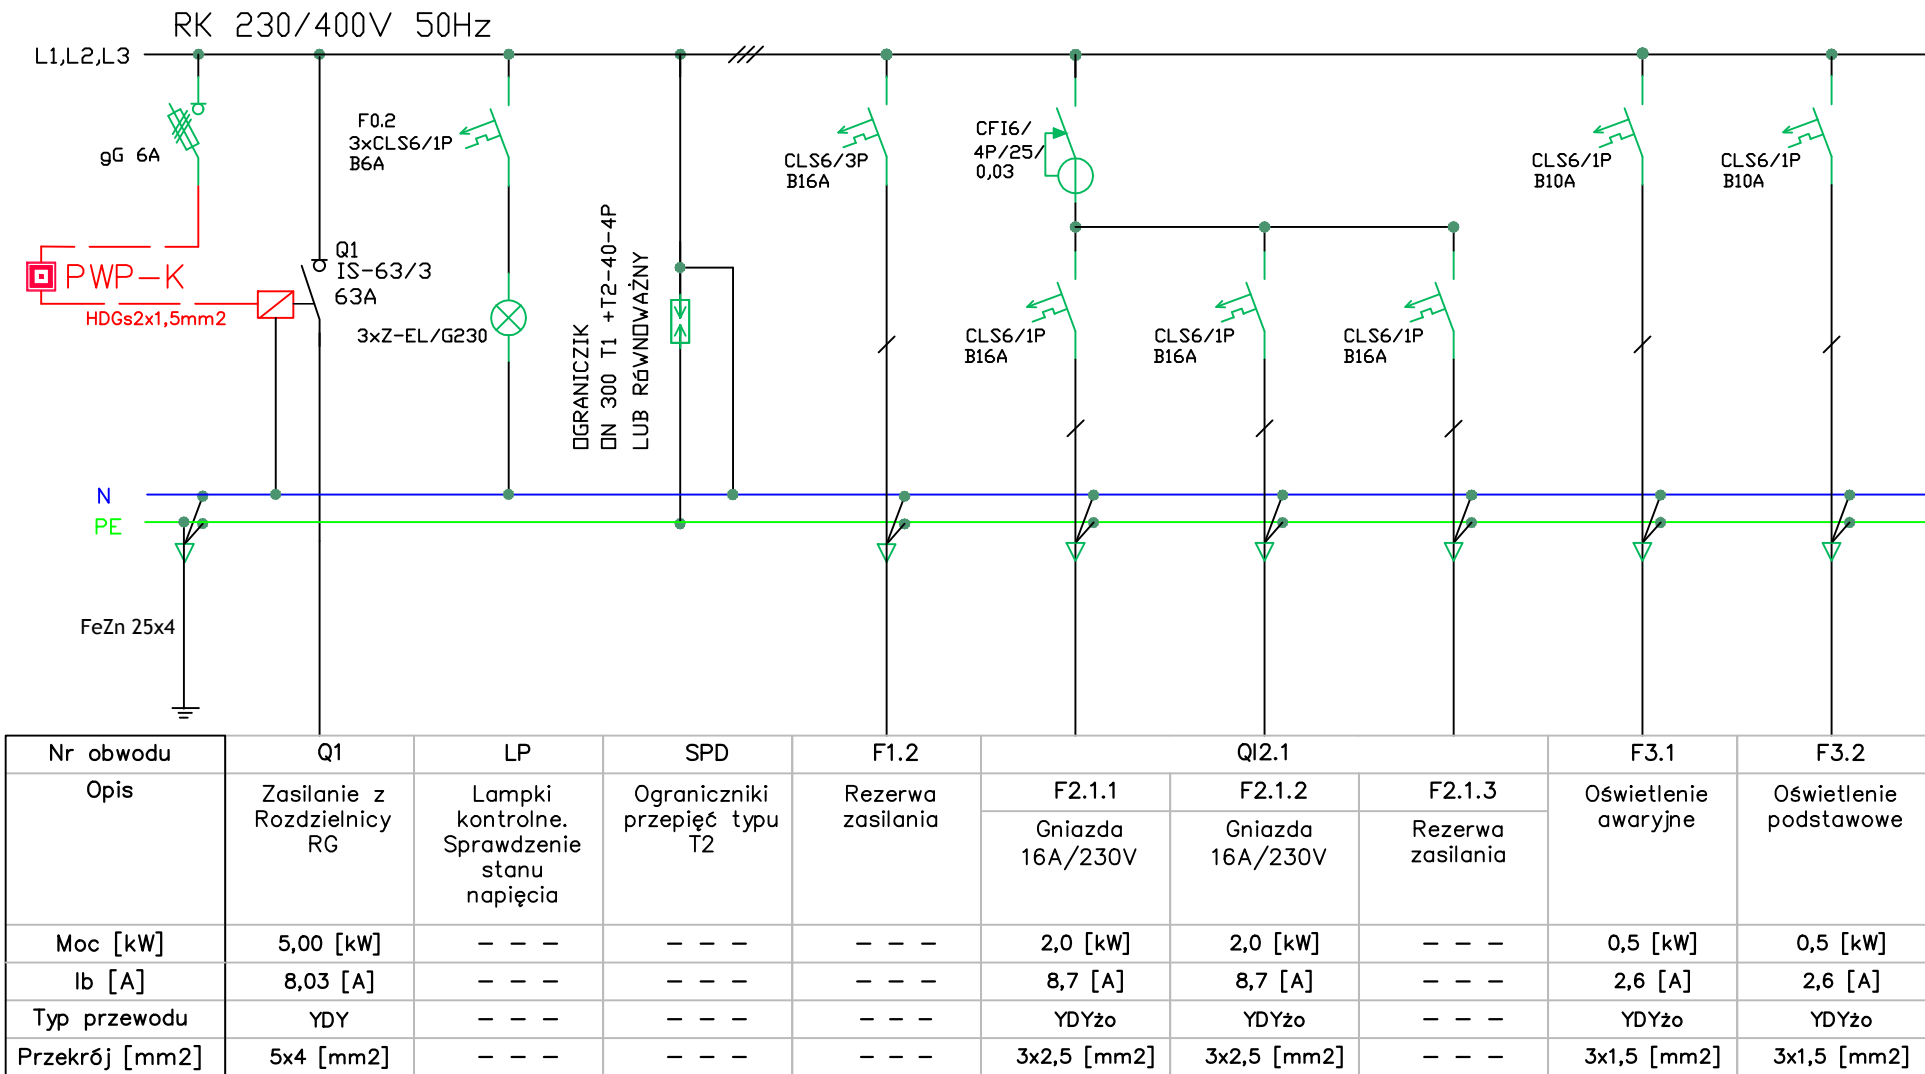 RK 230/400V 50Hz
L1,L2,L3
gG 6A
PWP-K
HDGs2x1,5mm2
Q1
IS-63/3
63A
F0.2
3xCLS6/1P
B6A
3xZ-EL/G230
OGRANICZIK
ON 300 T1 +T2-40-4P
LUB RÓWNOWAŻNY
CLS6/3P
B16A
CFI6/
4P/25/
0,03
CLS6/1P
B16A
CLS6/1P
B16A
CLS6/1P
B16A
CLS6/1P
B10A
CLS6/1P
B10A
N
PE
FeZn 25x4
Nr obwodu Q1 LP SPD F1.2 QI2.1 F3.1 F3.2
Opis
Zasilanie z
Rozdzielnicy
RG
Lampki
kontrolne.
Sprawdzenie
stanu
napięcia
Ograniczniki
przepięć typu
T2
Rezerwa
zasilania
F2.1.1
Gniazda
16A/230V
F2.1.2
Gniazda
16A/230V
F2.1.3
Rezerwa
zasilania
Oświetlenie
awaryjne
Oświetlenie
podstawowe
Moc [kW] 5,00 [kW] - - - - - - - - - 2,0 [kW] 2,0 [kW] - - - 0,5 [kW] 0,5 [kW]
Ib [A] 8,03 [A] - - - - - - - - - 8,7 [A] 8,7 [A] - - - 2,6 [A] 2,6 [A]
Typ przewodu YDY - - - - - - - - - YDYżo YDYżo - - - YDYżo YDYżo
Przekrój [mm2] 5x4 [mm2] - - - - - - - - - 3x2,5 [mm2] 3x2,5 [mm2] - - - 3x1,5 [mm2] 3x1,5 [mm2]